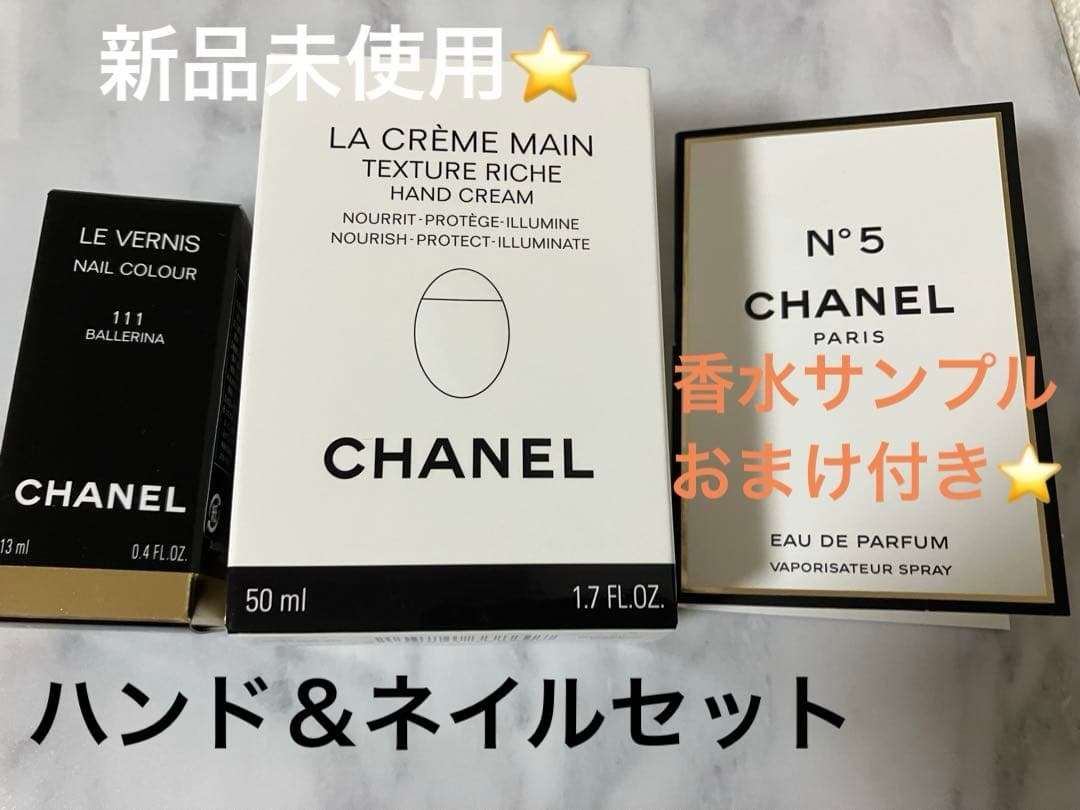 新品未使用⭐
LE VERNIS
NAIL COLOUR
111
BALLERINA
CHANEL
13 ml 0.4 FL.OZ.
LA CRÈME MAIN
TEXTURE RICHE
HAND CREAM
NOURRIT-PROTÈGE-ILLUMINE
NOURISH-PROTECT-ILLUMINATE
CHANEL
50 ml 1.7 FL.OZ.
N°5
CHANEL
PARIS
香水サンプル
おまけ付き⭐
EAU DE PARFUM
VAPORISATEUR SPRAY
ハンド&ネイルセット